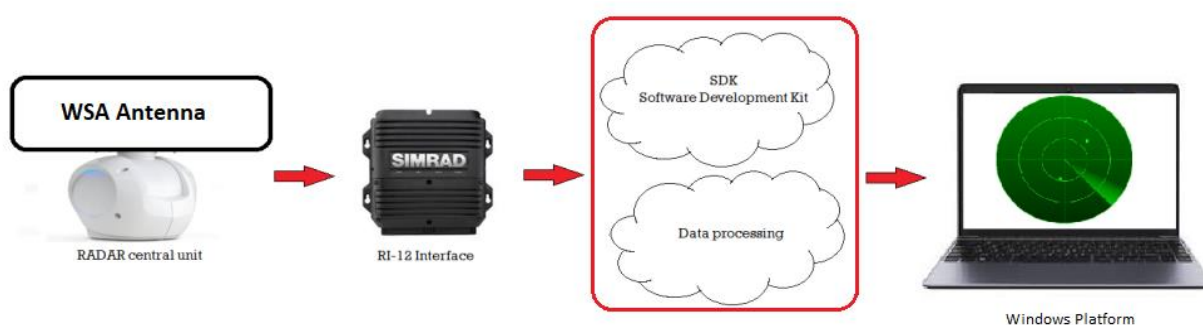 WSA Antenna
RADAR central unit
SIMRAD
RI-12 Interface
SDK
Software Development Kit
Data processing
Windows Platform